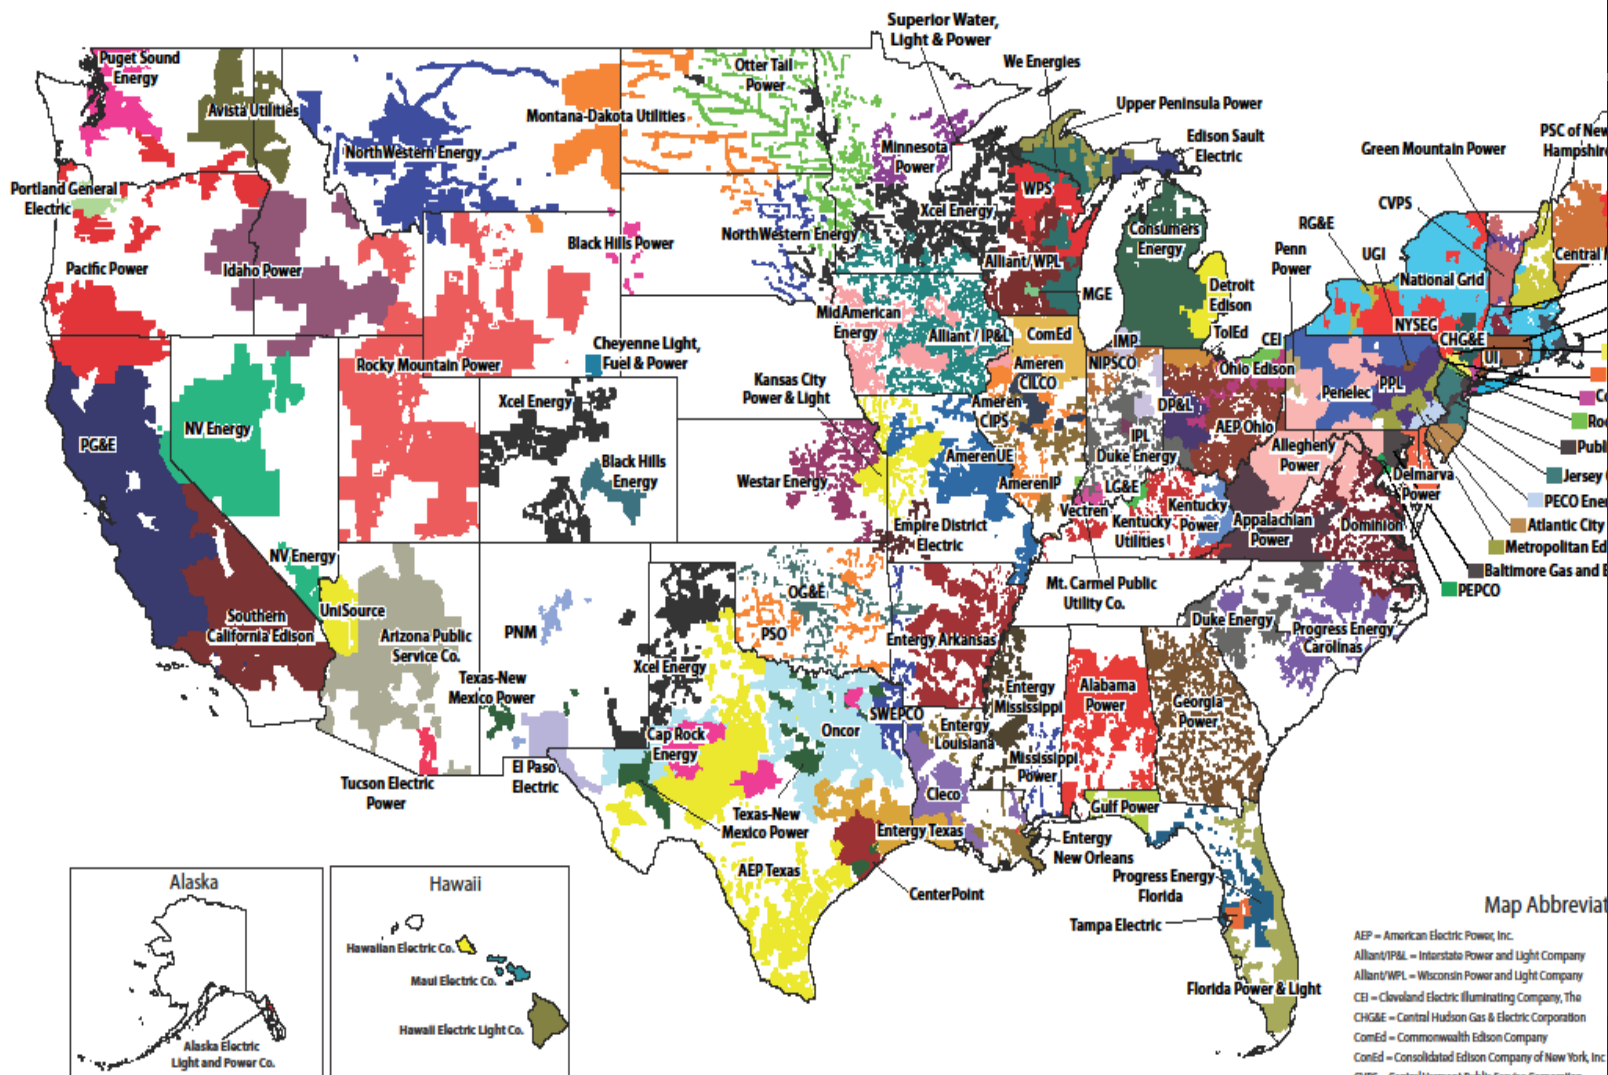 Superior Water,
Light & Power
We Energies
Puget Sound
Energy
Otter Tail
Power
Avista Utilities
Montana-Dakota Utilities
Upper Peninsula Power
Edison Sault
Electric
PSC of New
Hampshire
Green Mountain Power
NorthWestern Energy
Minnesota
Power
Portland General
Electric
WPS
CVPS
Xcel Energy
RG&E
Consumers
Energy
NorthWestern Energy
Black Hills Power
Penn
Power
UGI
Pacific Power
Idaho Power
Alliant/WPL
National Grid
Central
MGE
Detroit
Edison
MidAmerican
Energy
Alliant / IP&L
ComEd
TolEd
NYSEG
CEI
CHG&E
IMP
Cheyenne Light,
Fuel & Power
Rocky Mountain Power
Ameren
CILCO
NIPSCO
Ohio Edison
UI
Kansas City
Power & Light
Penelec
PPL
Xcel Energy
Ameren
CIPS
DP&L
NV Energy
AEP Ohio
PG&E
IPL
Allegheny
Power
Publi
AmerenUE
Duke Energy
Black Hills
Energy
Westar Energy
AmerenIP
LG&E
Delmarva
Power
Jersey
PECO Ener
Vectren
Kentucky
Utilities
Kentucky
Power
Appalachian
Power
Dominion
Atlantic City
Empire District
Electric
Metropolitan Ed
NV Energy
Baltimore Gas and E
Mt. Carmel Public
Utility Co.
PEPCO
UniSource
OG&E
Southern
California Edison
Arizona Public
Service Co.
PNM
PSO
Entergy Arkansas
Duke Energy
Progress Energy
Carolinas
Xcel Energy
Texas-New
Mexico Power
Entergy
Mississippi
Alabama
Power
Georgia
Power
SWEPCO
Cap Rock
Energy
Oncor
Entergy
Louisiana
Mississippi
Power
Tucson Electric
Power
El Paso
Electric
Cleco
Gulf Power
Texas-New
Mexico Power
Entergy Texas
Entergy
New Orleans
AEP Texas
CenterPoint
Progress Energy
Florida
Tampa Electric
Florida Power & Light
Alaska
Alaska Electric
Light and Power Co.
Hawaii
Hawaiian Electric Co.
Maui Electric Co.
Hawaii Electric Light Co.
Map Abbreviat
AEP = American Electric Power, Inc.
Alliant/IP&L = Interstate Power and Light Company
Alliant/WPL = Wisconsin Power and Light Company
CEI = Cleveland Electric Illuminating Company, The
CHG&E = Central Hudson Gas & Electric Corporation
ComEd = Commonwealth Edison Company
ConEd = Consolidated Edison Company of New York, Inc